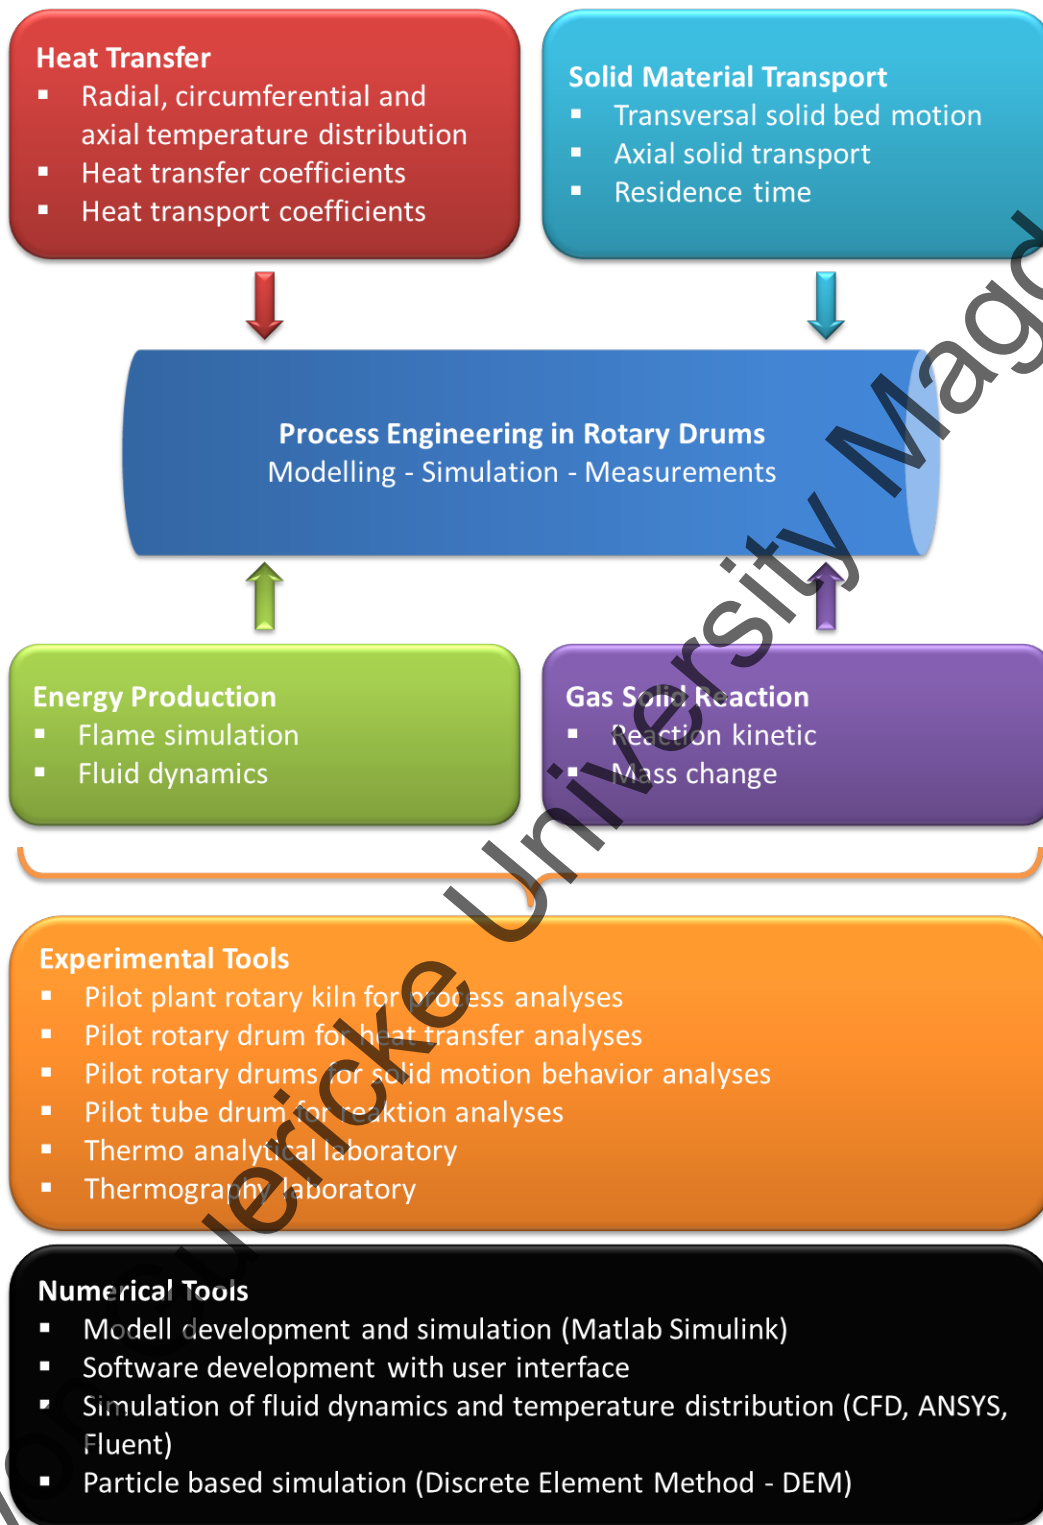 Heat Transfer
▪ Radial, circumferential and
axial temperature distribution
▪ Heat transfer coefficients
▪ Heat transport coefficients
Solid Material Transport
▪ Transversal solid bed motion
▪ Axial solid transport
▪ Residence time
Process Engineering in Rotary Drums
Modelling - Simulation - Measurements
Energy Production
▪ Flame simulation
▪ Fluid dynamics
Gas Solid Reaction
▪ Reaction kinetic
▪ Mass change
Experimental Tools
▪ Pilot plant rotary kiln for process analyses
▪ Pilot rotary drum for heat transfer analyses
▪ Pilot rotary drums for solid motion behavior analyses
▪ Pilot tube drum for reaktion analyses
▪ Thermo analytical laboratory
▪ Thermography laboratory
Numerical Tools
▪ Modell development and simulation (Matlab Simulink)
▪ Software development with user interface
▪ Simulation of fluid dynamics and temperature distribution (CFD, ANSYS,
Fluent)
▪ Particle based simulation (Discrete Element Method - DEM)
von Guericke University Magd